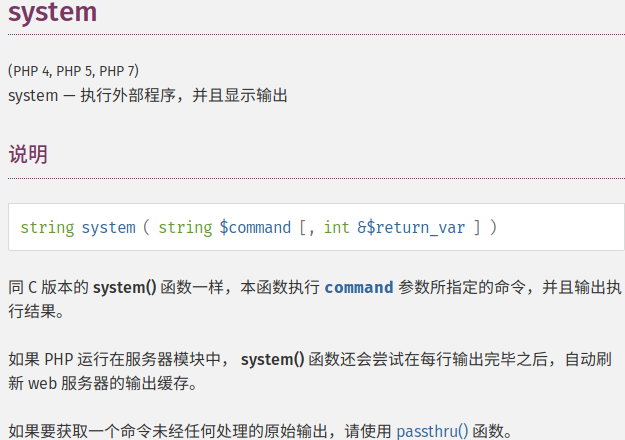 system
(PHP 4, PHP 5, PHP 7)
system — 执行外部程序，并且显示输出
说明
string system ( string $command [, int &$return_var ] )
同 C 版本的 system() 函数一样，本函数执行 command 参数所指定的命令，并且输出执
行结果。
如果 PHP 运行在服务器模块中， system() 函数还会尝试在每行输出完毕之后，自动刷
新 web 服务器的输出缓存。
如果要获取一个命令未经任何处理的原始输出，请使用 passthru() 函数。